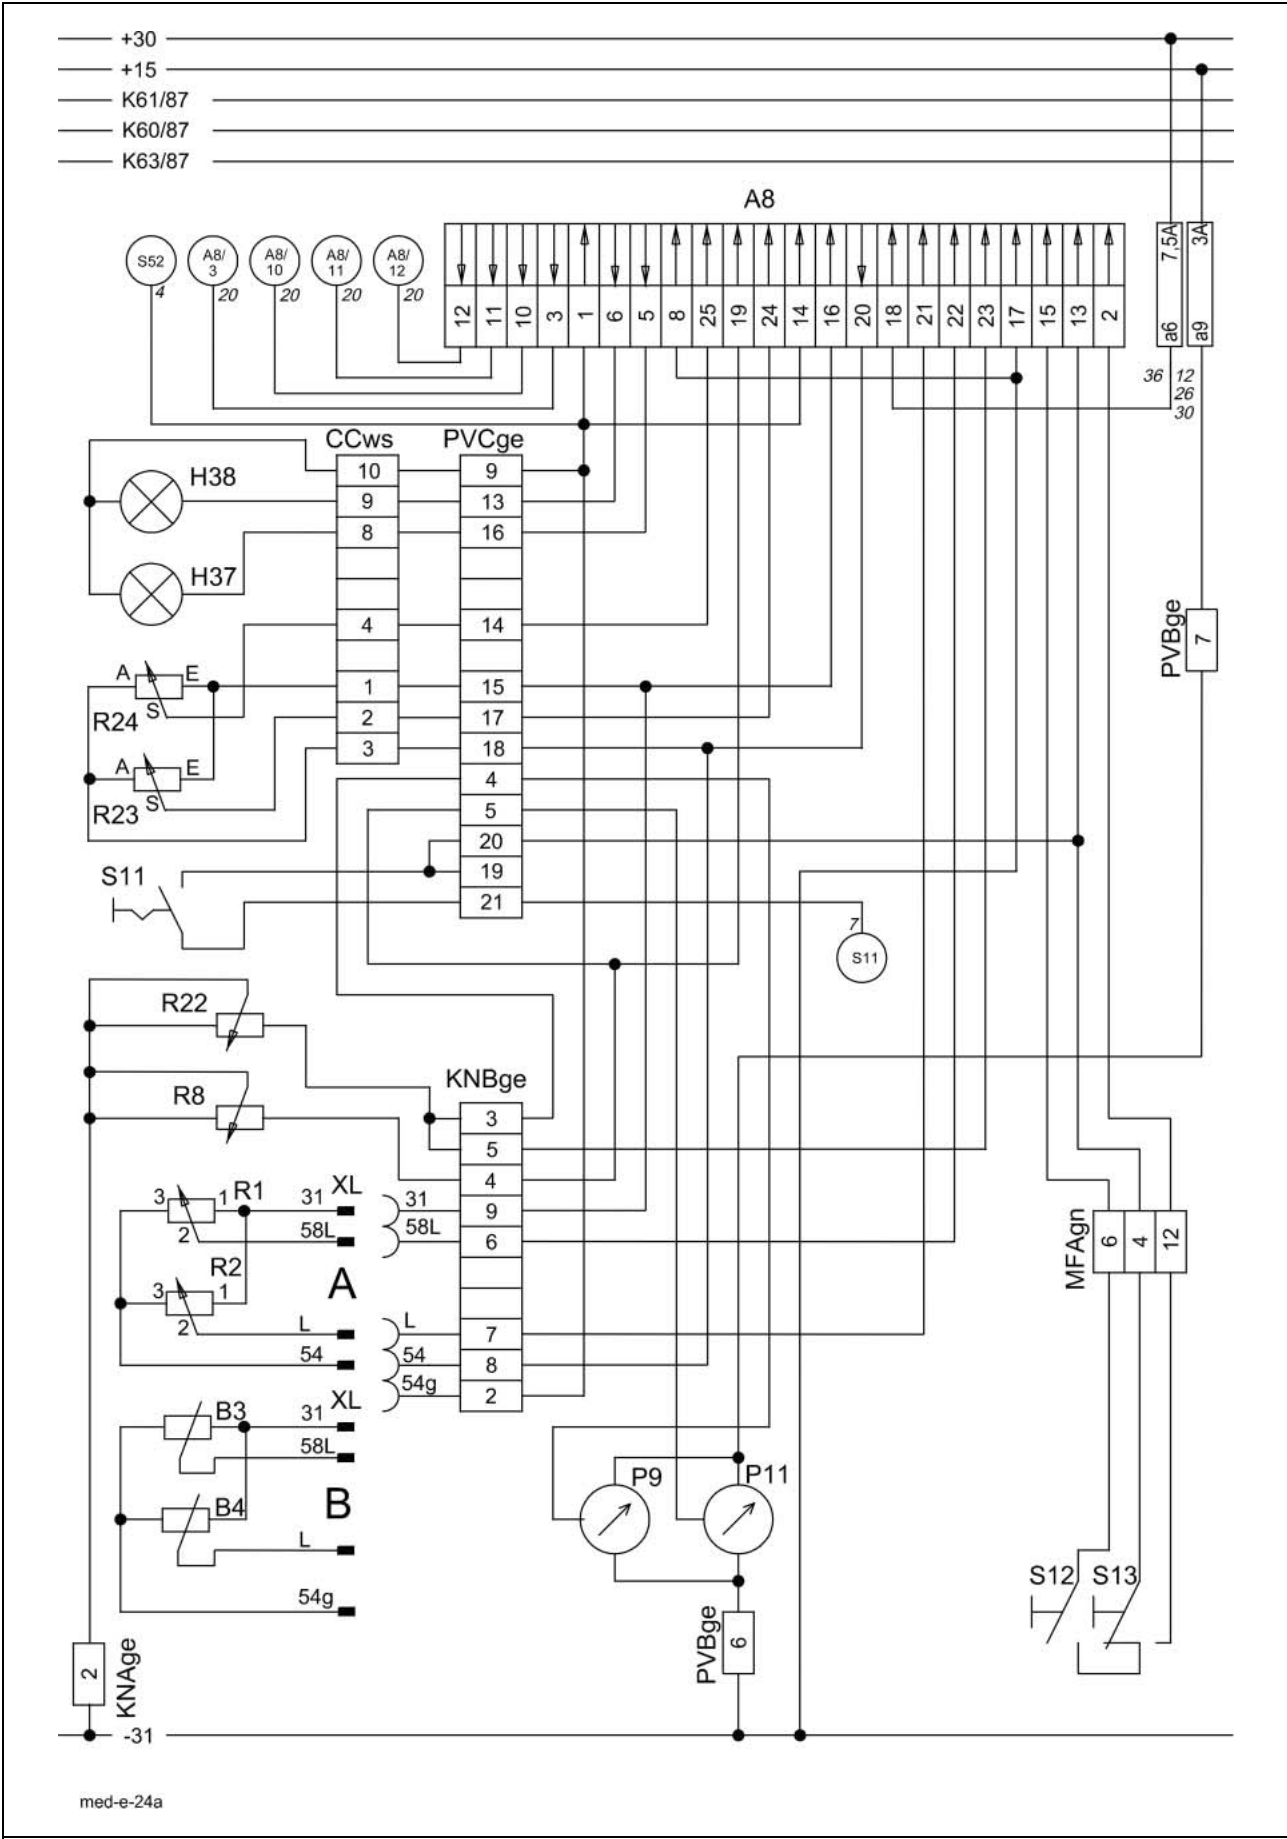 +30
+15
K61/87
K60/87
K63/87
A8
S52
A8/
3
A8/
10
A8/
11
A8/
12
4
20
20
20
20
12
11
10
3
1
6
5
8
25
19
24
14
16
20
18
21
22
23
17
15
13
2
7,5A
a6
3A
a9
36
12
26
30
CCws
PVCge
H38
H37
10
9
8
4
1
2
3
9
13
16
14
15
17
18
4
5
20
19
21
PVBge
7
A
E
S
R24
A
E
S
R23
S11
7
S11
R22
R8
KNBge
3
5
4
9
6
7
8
2
3
1
R1
2
31
XL
58L
31
58L
R2
3
1
2
A
L
54
L
54
54g
XL
B3
31
58L
B4
B
L
54g
P9
P11
MFAgn
6
4
12
S12
S13
PVBge
6
2
KNAge
-31
med-e-24a